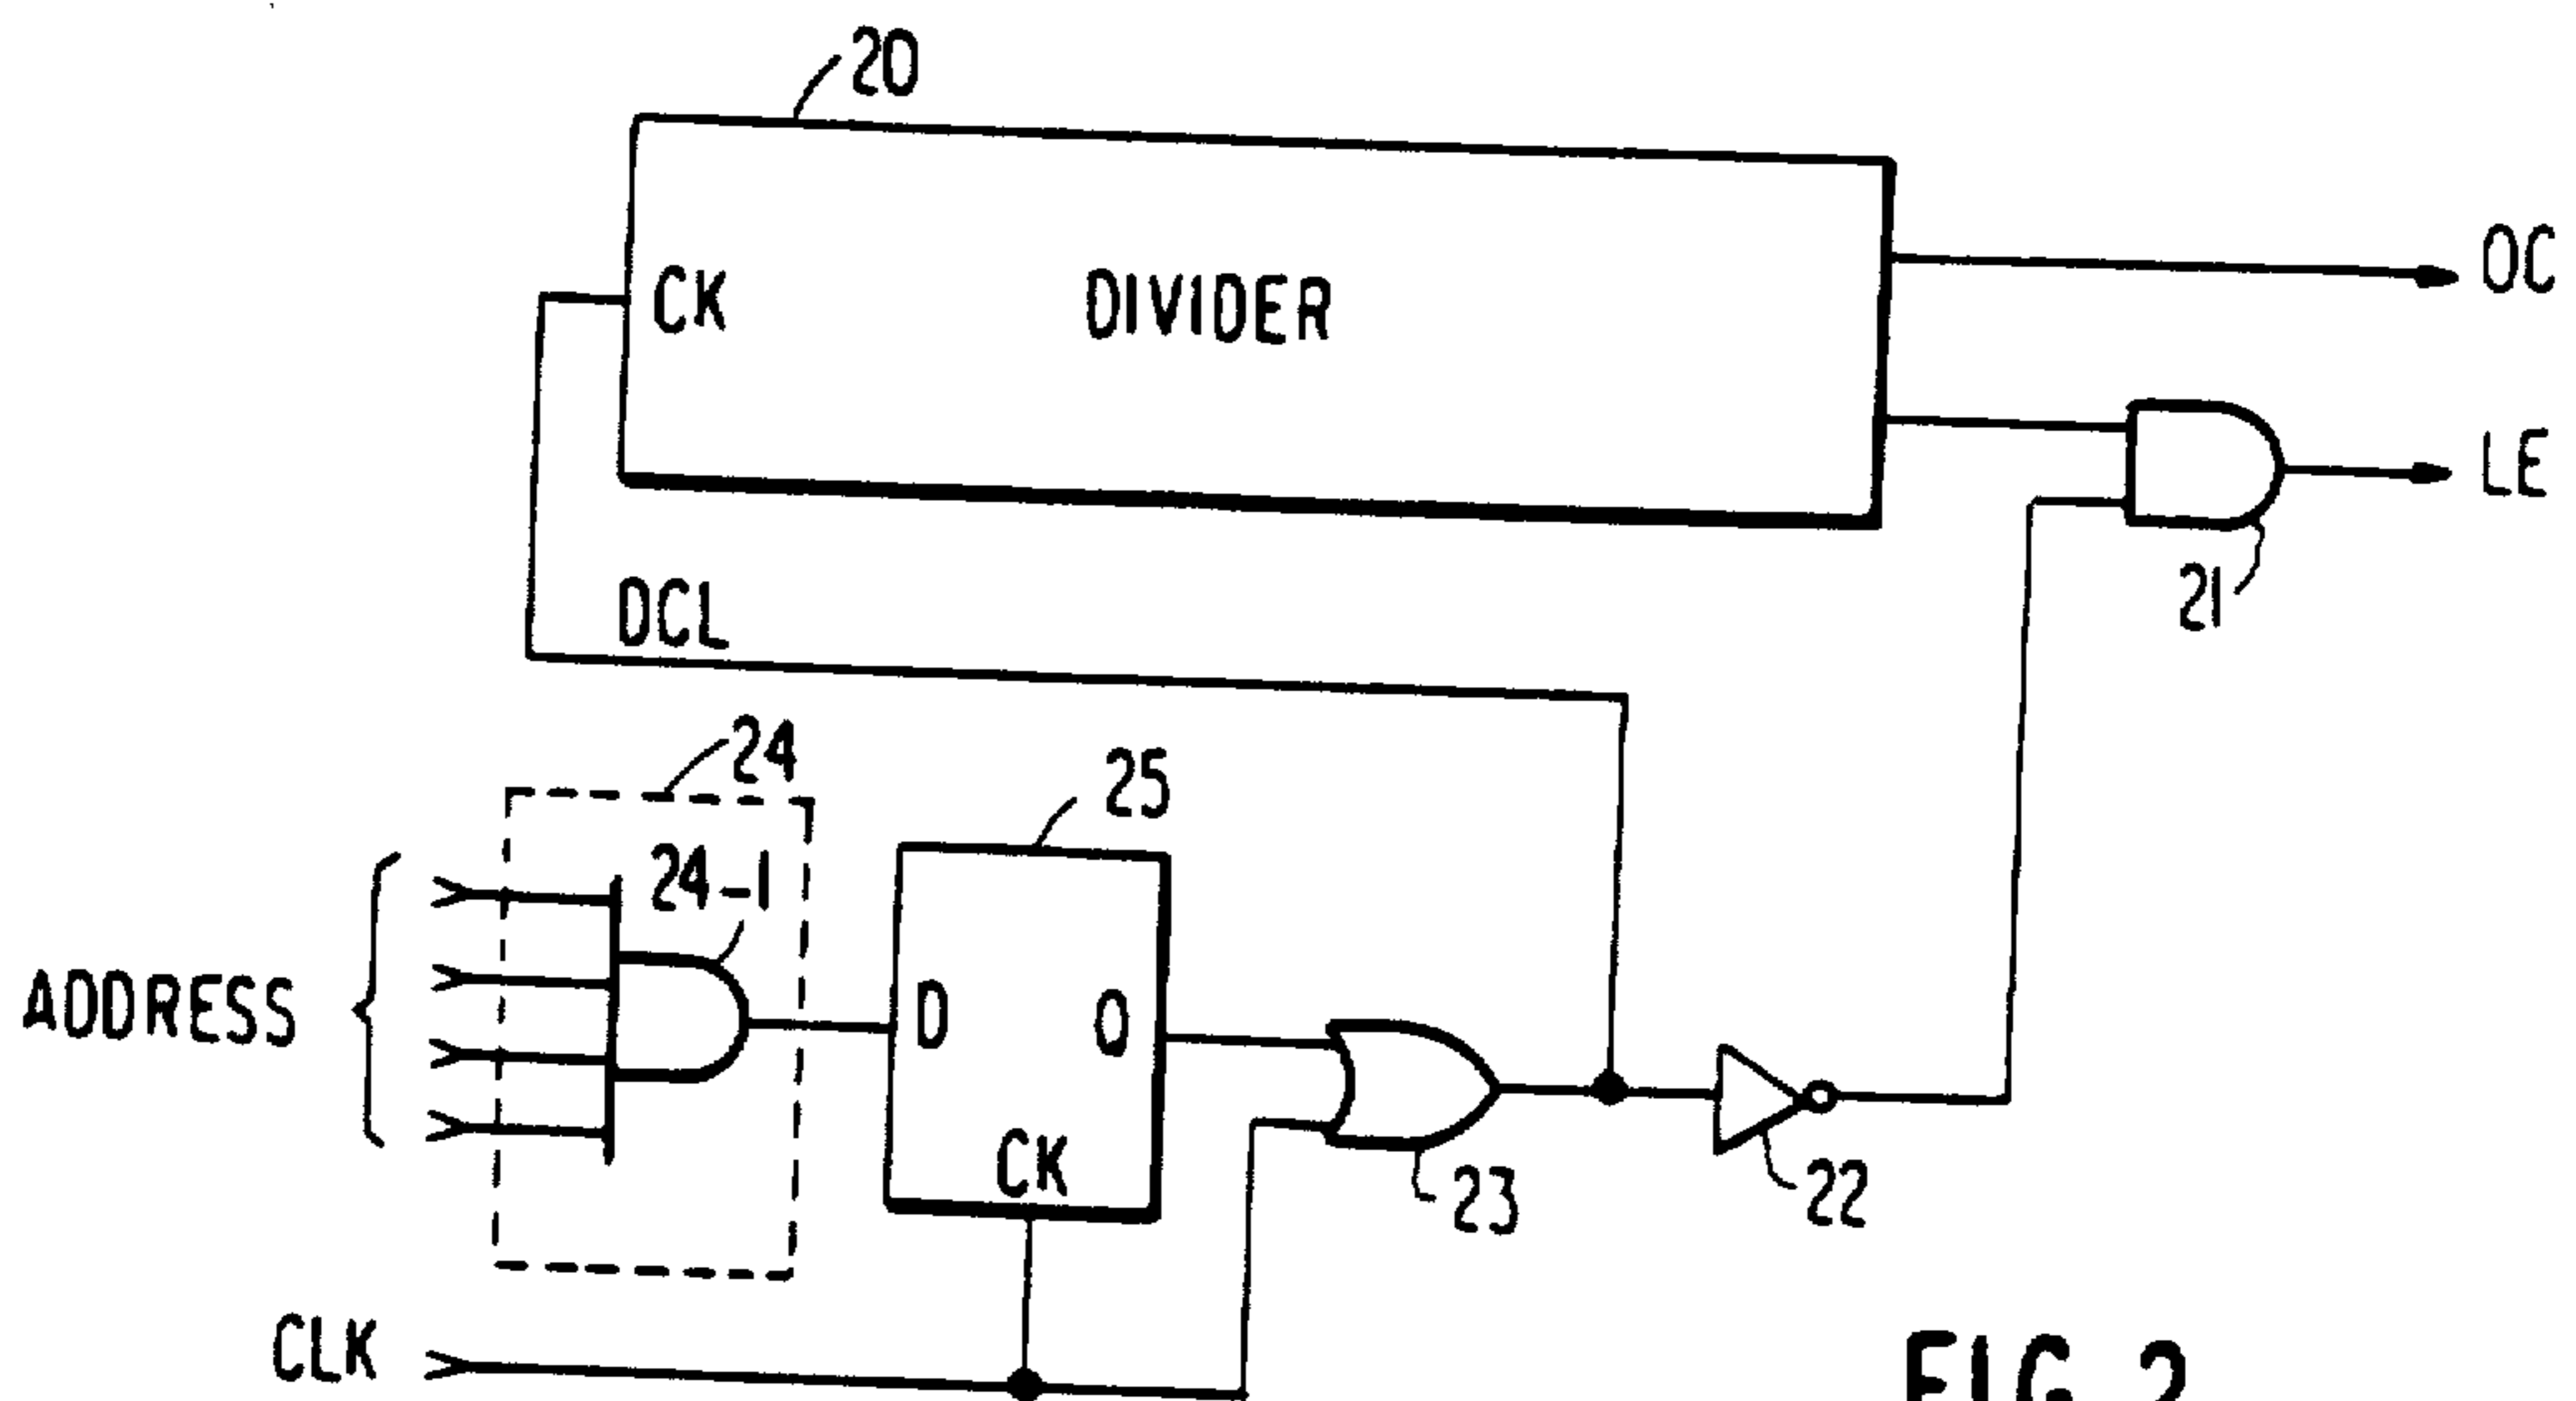 20
CK
DIVIDER
OC
LE
21
DCL
24
25
24-1
ADDRESS
D
Q
CK
23
22
CLK
FIG.2